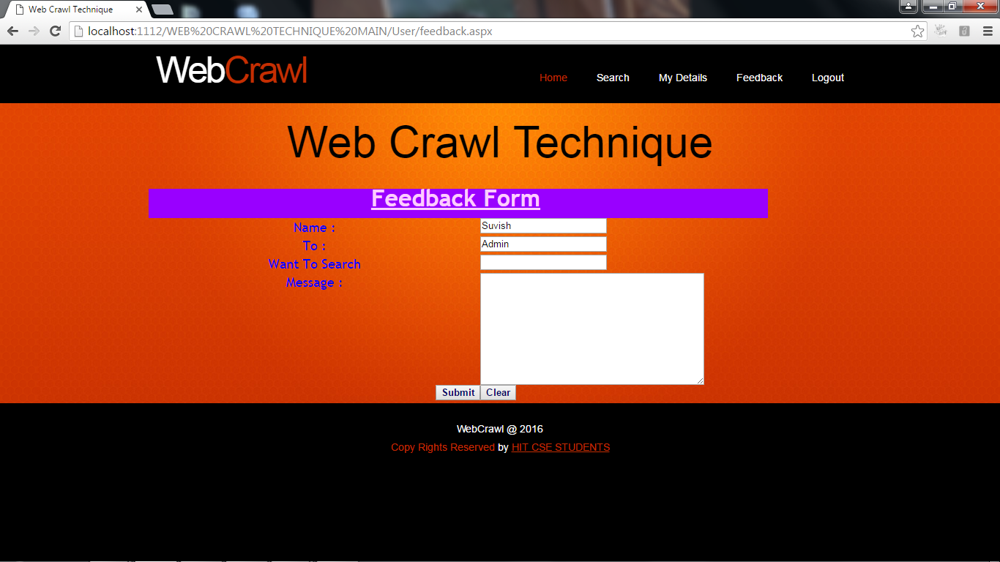 Web Crawl Technique
localhost:1112/WEB%20CRAWL%20TECHNIQUE%20MAIN/User/feedback.aspx
WebCrawl
Home Search My Details Feedback Logout
Web Crawl Technique
Feedback Form
Name : Suvish
To : Admin
Want To Search
Message :
Submit Clear
WebCrawl @ 2016
Copy Rights Reserved by HIT CSE STUDENTS